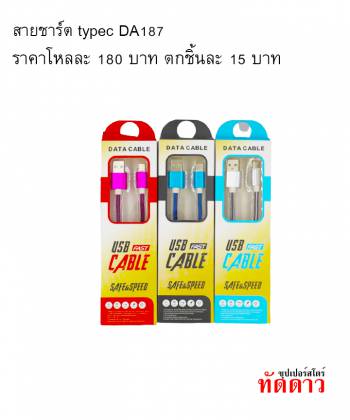 สายชาร์ต typec DA187
ราคาโหลละ 180 บาท ตกชิ้นละ 15 บาท
DATA CABLE
USB FAST
CABLE
SAFE&SPEED
DATA CABLE
USB FAST
CABLE
SAFE&SPEED
DATA CABLE
USB FAST
CABLE
SAFE&SPEED
ซุปเปอร์สโตร์
ทัดดาว